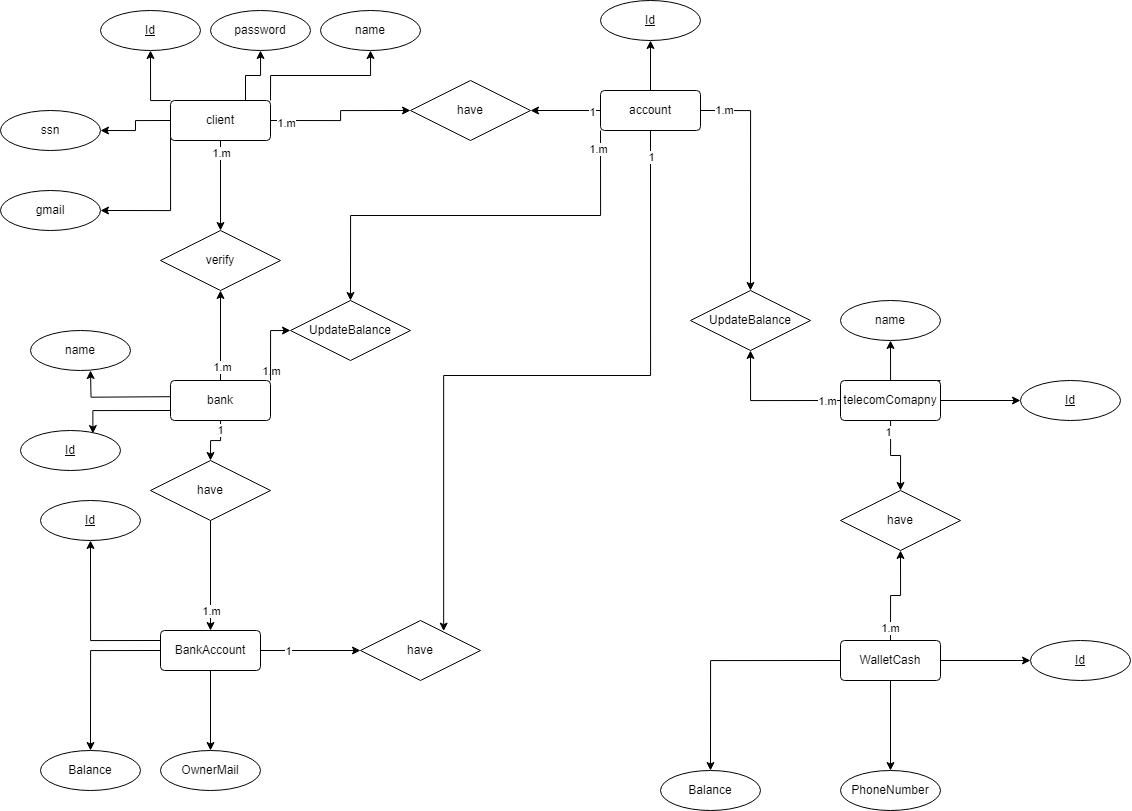 Id
Id
password
name
have
account
1
1.m
client
1.m
ssn
1.m
1.m
1
gmail
verify
UpdateBalance
name
UpdateBalance
name
1.m
1.m
bank
1.m
telecomComapny
Id
1
1
Id
have
Id
have
1.m
1.m
BankAccount
1
have
WalletCash
Id
Balance
OwnerMail
Balance
PhoneNumber